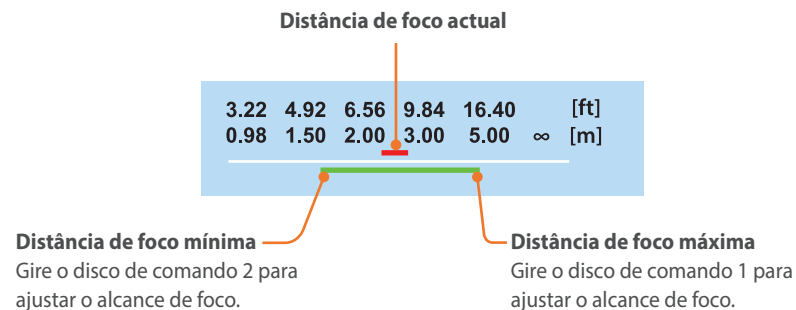 Distância de foco actual
3.22 4.92 6.56 9.84 16.40 [ft]
0.98 1.50 2.00 3.00 5.00 ∞ [m]
Distância de foco mínima
Gire o disco de comando 2 para
ajustar o alcance de foco.
Distância de foco máxima
Gire o disco de comando 1 para
ajustar o alcance de foco.